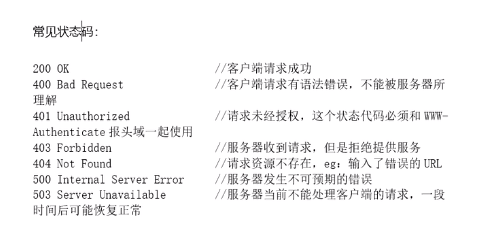 常见状态码：
200 OK //客户端请求成功
400 Bad Request //客户端请求有语法错误，不能被服务器所
理解
401 Unauthorized //请求未经授权，这个状态代码必须和 WWW-
Authenticate 报头域一起使用
403 Forbidden //服务器收到请求，但是拒绝提供服务
404 Not Found //请求资源不存在，eg：输入了错误的 URL
500 Internal Server Error //服务器发生不可预期的错误
503 Server Unavailable //服务器当前不能处理客户端的请求，一段
时间后可能恢复正常